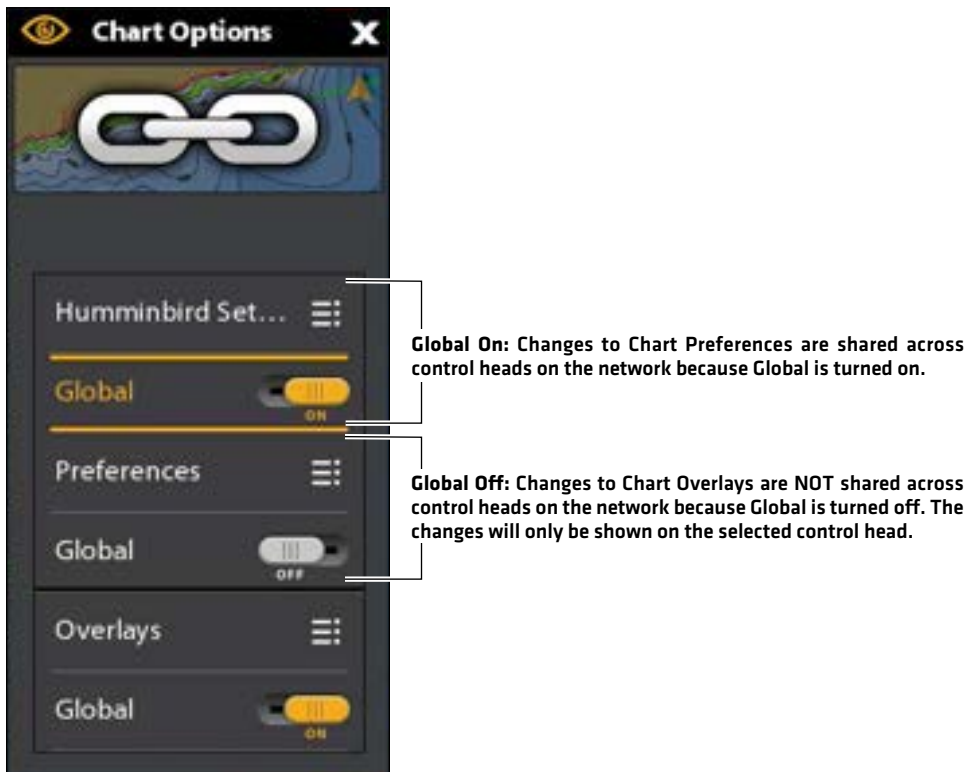 Chart Options X
Humminbird Set...
Global
ON
Global On: Changes to Chart Preferences are shared across
control heads on the network because Global is turned on.
Preferences
Global
OFF
Global Off: Changes to Chart Overlays are NOT shared across
control heads on the network because Global is turned off. The
changes will only be shown on the selected control head.
Overlays
Global
ON